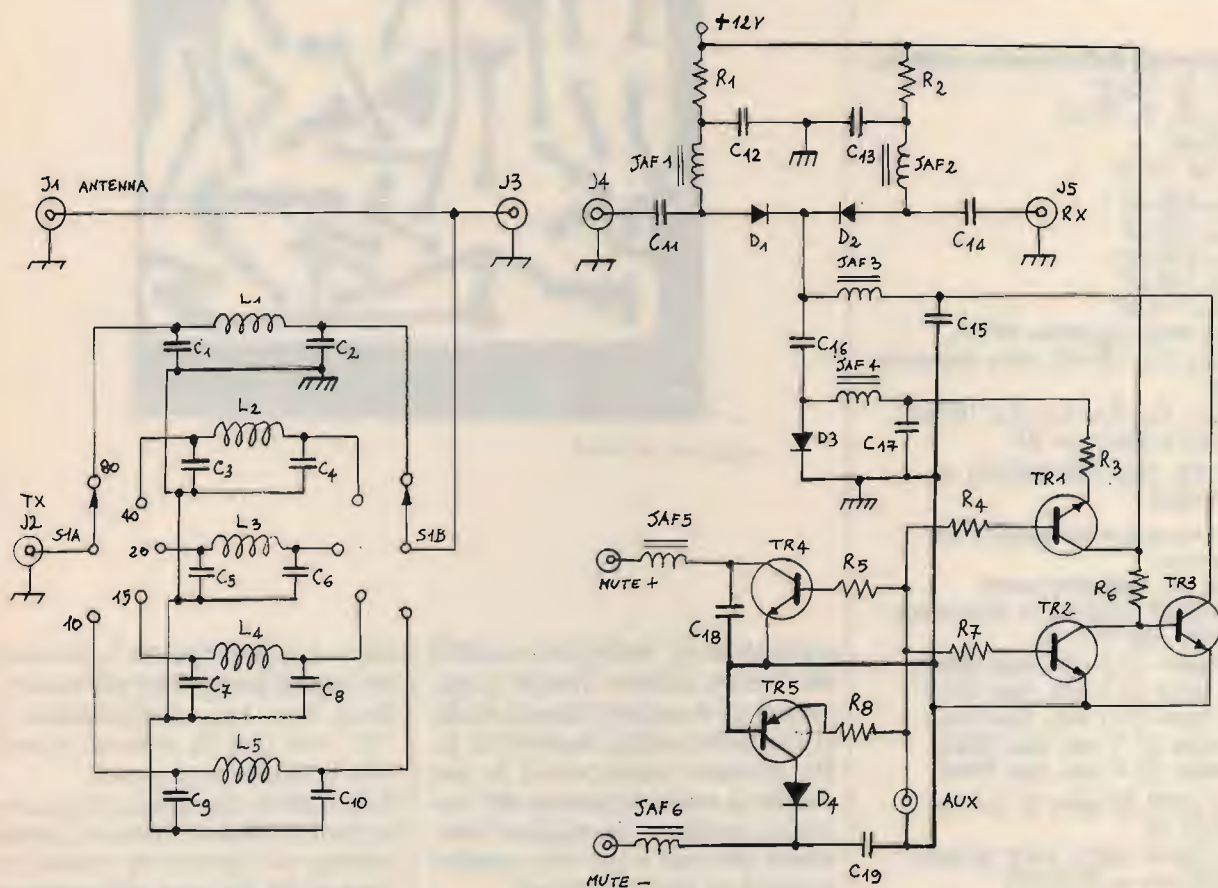 +12V
R1
R2
C12
C13
JAF1
JAF2
J1 ANTENNA
J3
J4
J5
RX
C11
D1
D2
C14
L1
JAF3
C1
C2
C15
C16
JAF4
L2
D3
C17
C3
C4
R3
80
TR1
40
R4
TX
J2
S1A
L3
S1B
JAF5
20
TR4
R5
C5
C6
MUTE +
R6
TR3
15
TR2
10
R7
L4
C18
C7
C8
TR5
R8
L5
D4
AUX
C9
C10
JAF6
C19
MUTE -